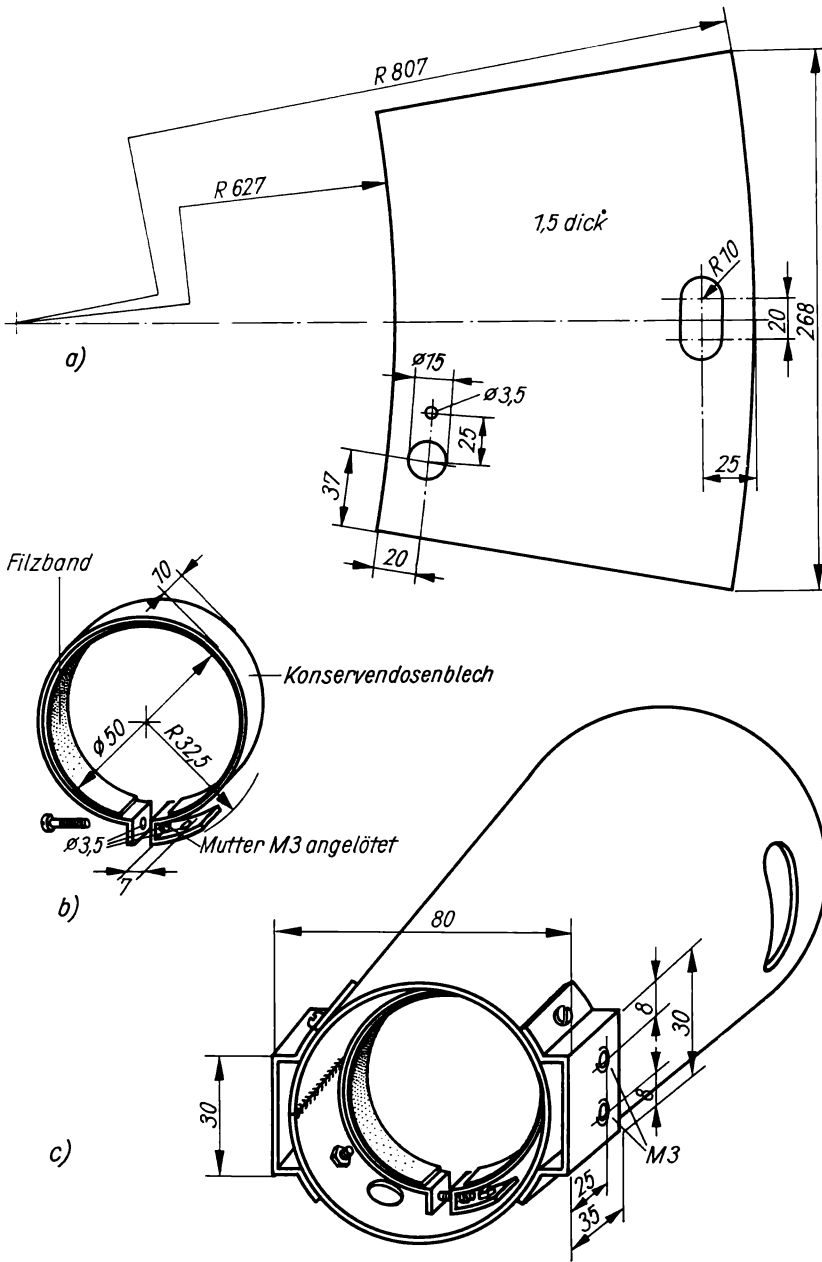 R 807
R 627
1,5 dick
R10
20
268
a)
ø15
ø3,5
25
25
37
20
Filzband
10
Konservendosenblech
ø50
R32,5
ø3,5
Mutter M3 angelötet
7
b)
80
8
30
8
30
c)
M3
25
35